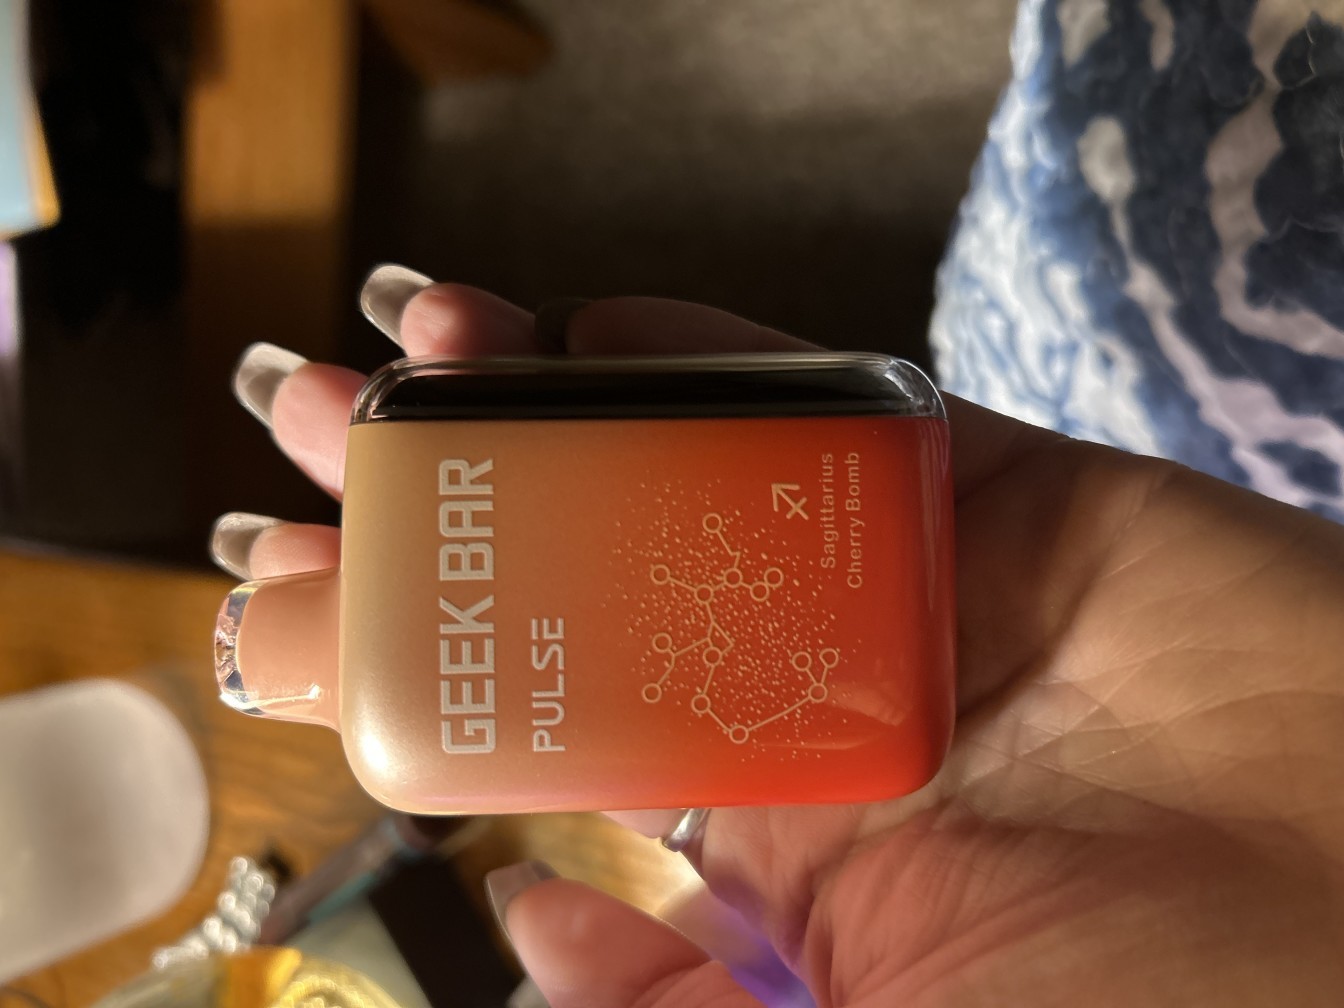 GEEK BAR
PULSE
Sagittarius
Cherry Bomb